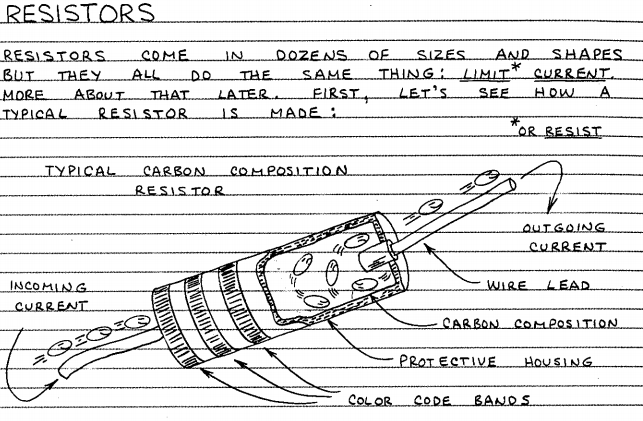 RESISTORS
RESISTORS COME IN DOZENS OF SIZES AND SHAPES
BUT THEY ALL DO THE SAME THING: LIMIT* CURRENT.
MORE ABOUT THAT LATER. FIRST, LET'S SEE HOW A
TYPICAL RESISTOR IS MADE:
*OR RESIST
TYPICAL CARBON COMPOSITION
RESISTOR
OUTGOING
CURRENT
INCOMING
CURRENT
WIRE LEAD
CARBON COMPOSITION
PROTECTIVE HOUSING
COLOR CODE BANDS